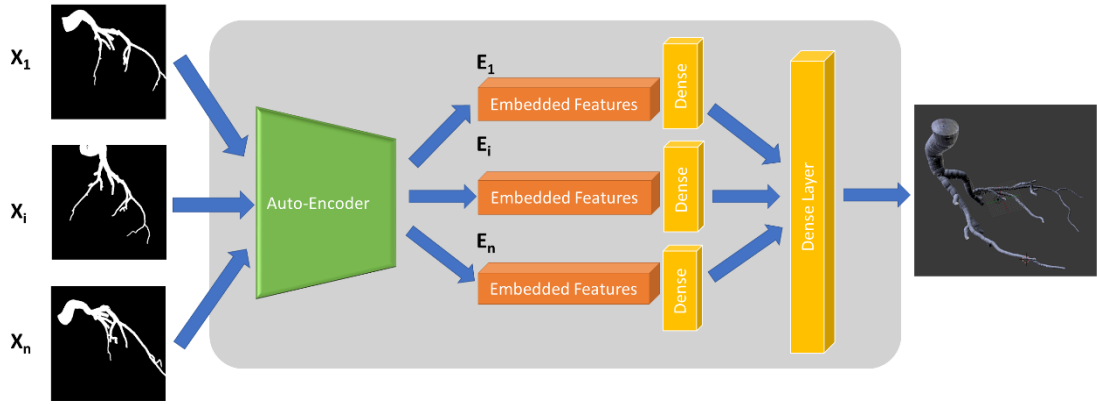 X1
Xi
Xn
Auto-Encoder
E1
Embedded Features
Dense
Ei
Embedded Features
Dense
En
Embedded Features
Dense
Dense Layer